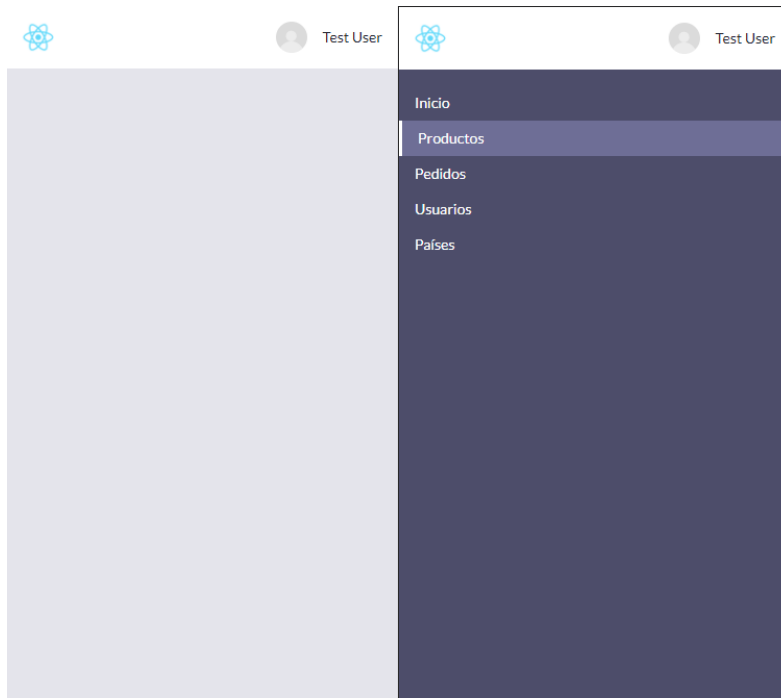 Test User
Test User
Inicio
Productos
Pedidos
Usuarios
Países